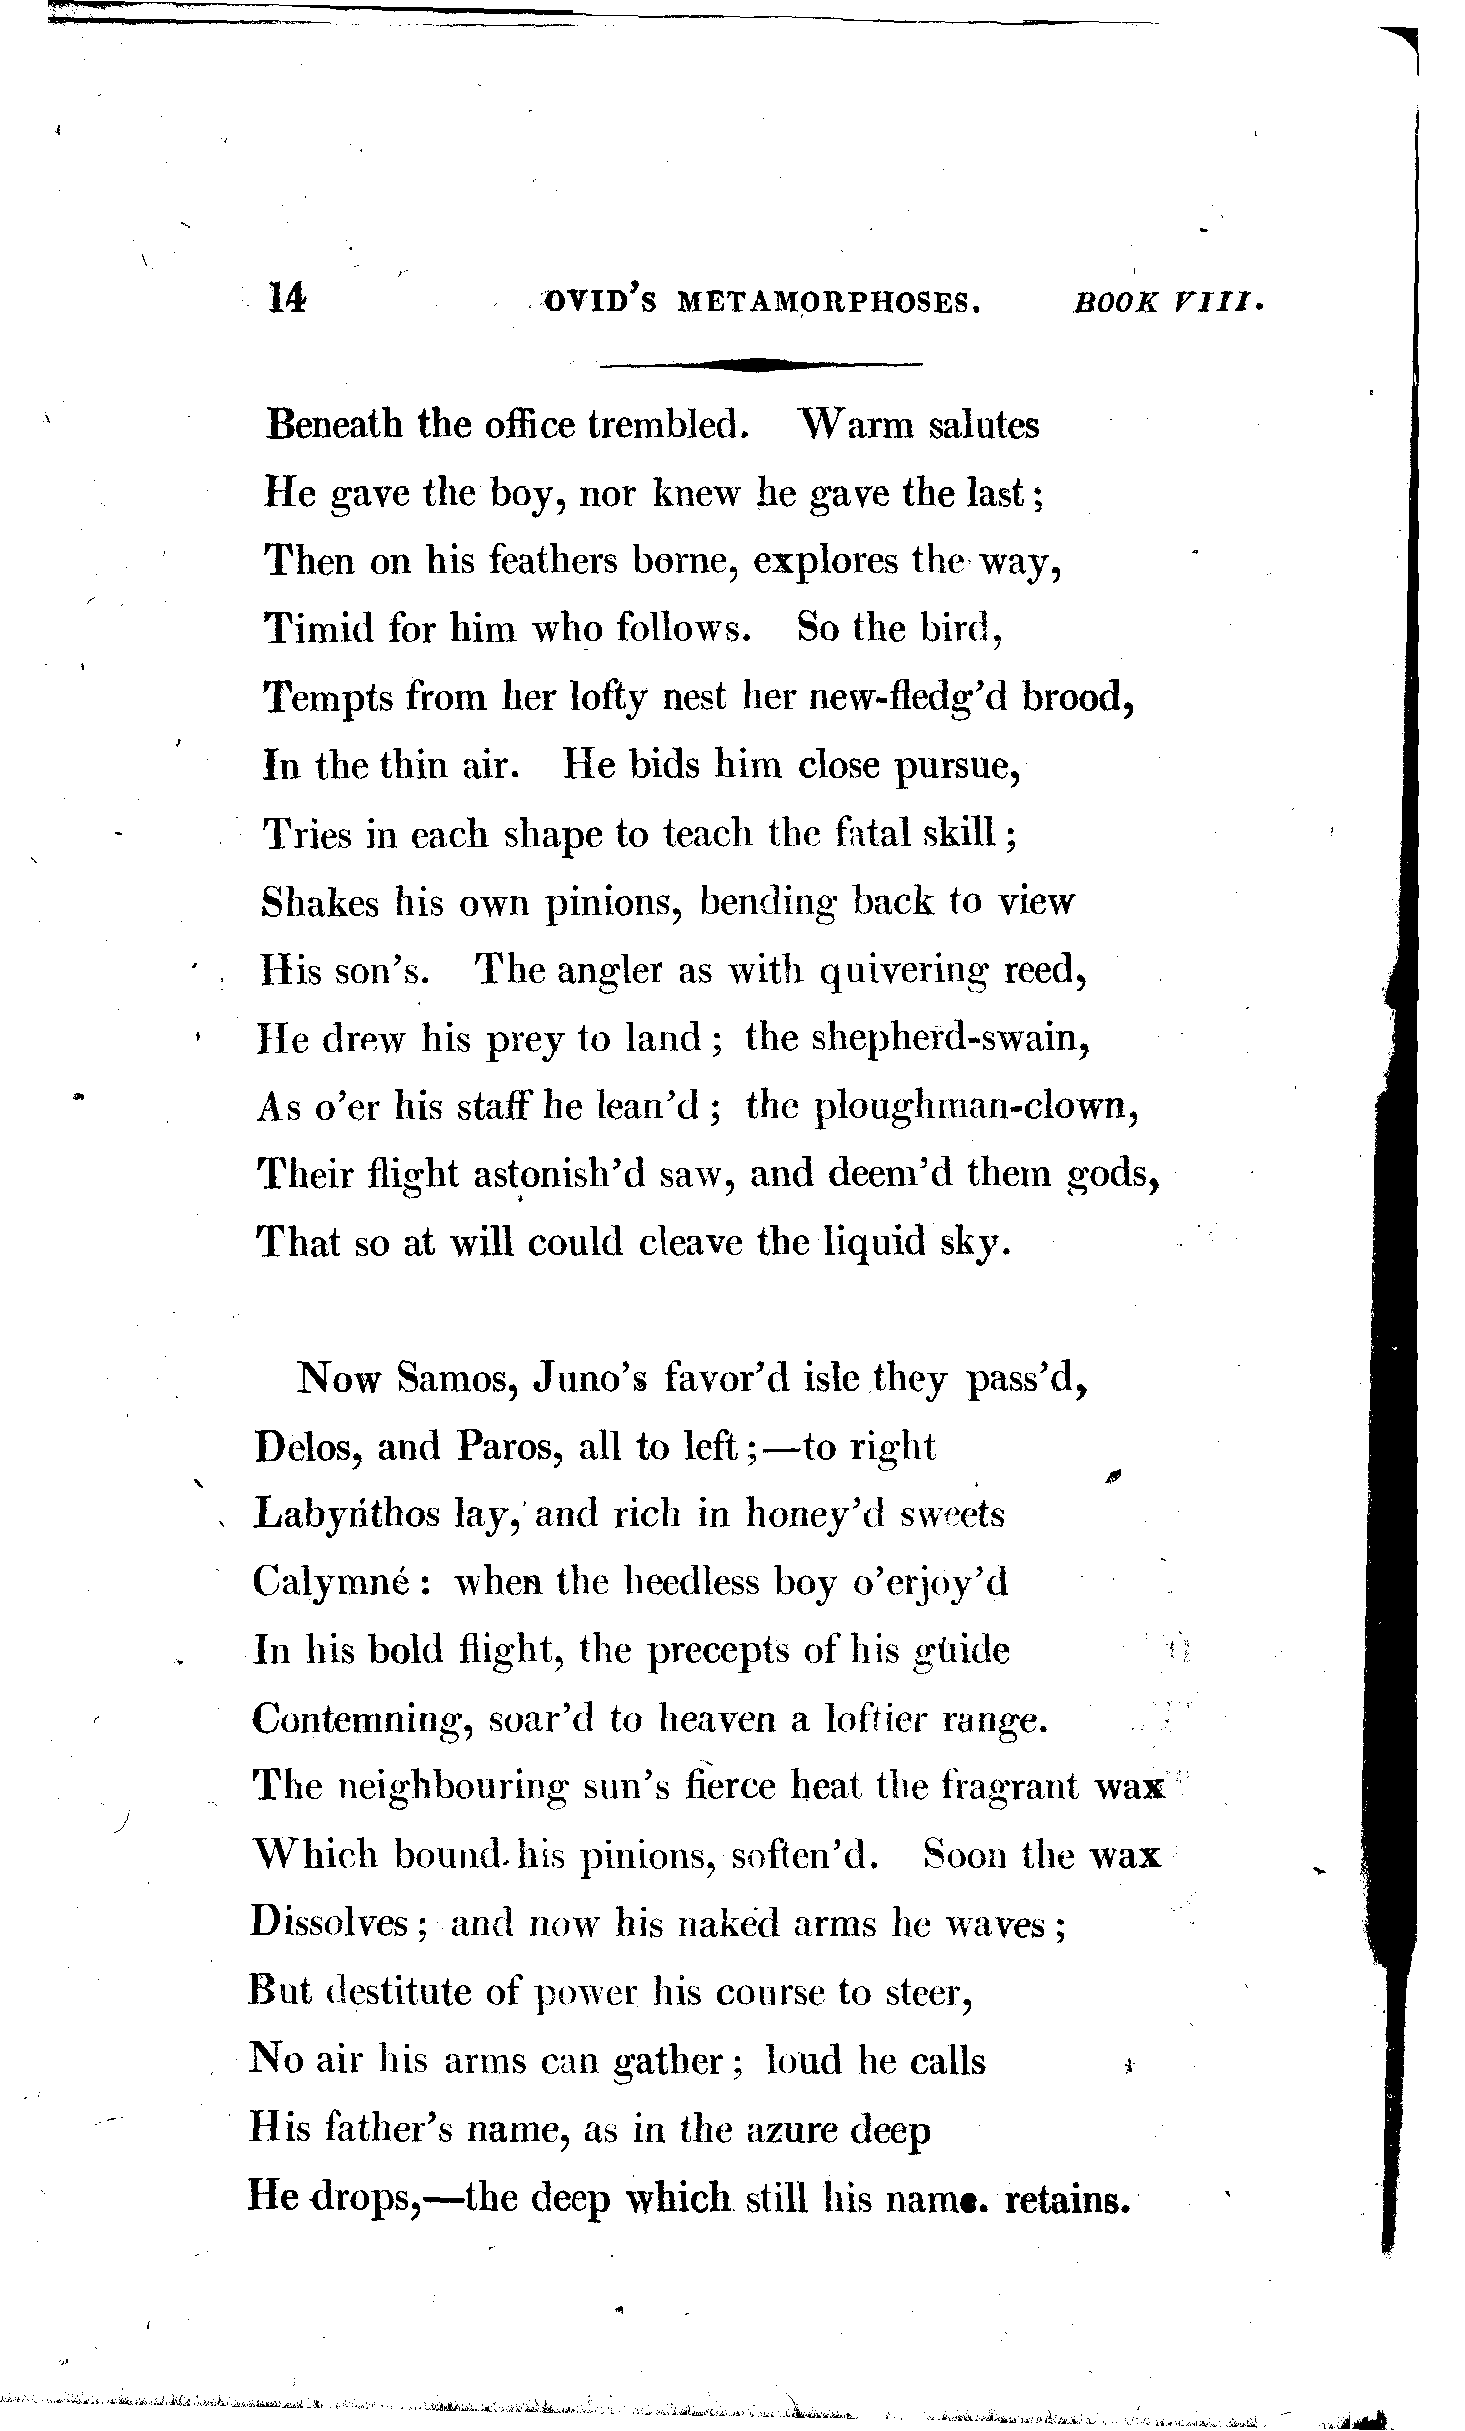 14 OVID'S METAMORPHOSES. BOOK VIII.
Beneath the office trembled. Warm salutes
He gave the boy, nor knew he gave the last;
Then on his feathers borne, explores the way,
Timid for him who follows. So the bird,
Tempts from her lofty nest her new-fledg'd brood,
In the thin air. He bids him close pursue,
Tries in each shape to teach the fatal skill;
Shakes his own pinions, bending back to view
His son's. The angler as with quivering reed,
He drew his prey to land; the shepherd-swain,
As o'er his staff he lean'd; the ploughman-clown,
Their flight astonish'd saw, and deem'd them gods,
That so at will could cleave the liquid sky.
Now Samos, Juno's favor'd isle they pass'd,
Delos, and Paros, all to left;—to right
Labyrithos lay, and rich in honey'd sweets
Calymné: when the heedless boy o'erjoy'd
In his bold flight, the precepts of his guide
Contemning, soar'd to heaven a loftier range.
The neighbouring sun's fierce heat the fragrant wax
Which bound his pinions, soften'd. Soon the wax
Dissolves; and now his naked arms he waves;
But destitute of power his course to steer,
No air his arms can gather; loud he calls
His father's name, as in the azure deep
He drops,—the deep which still his name. retains.